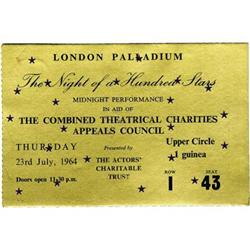 LONDON PALLADIUM
The Night of a Hundred Stars
MIDNIGHT PERFORMANCE
IN AID OF
THE COMBINED THEATRICAL CHARITIES
APPEALS COUNCIL
THURSDAY
23rd July, 1964
Doors open 11.30 p.m.
Presented by
THE ACTORS'
CHARITABLE
TRUST
Upper Circle
1 guinea
ROW
1
SEAT
43